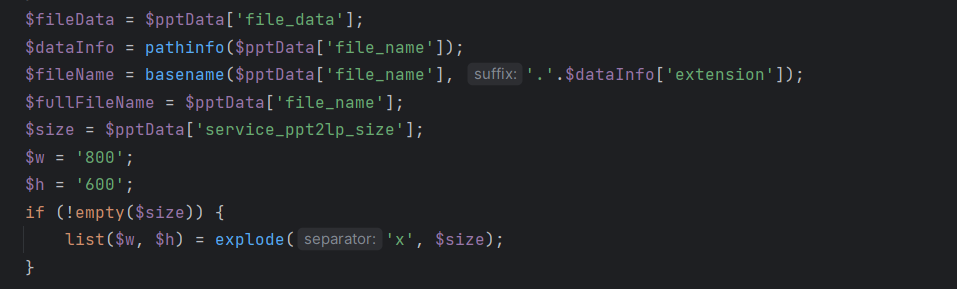 $fileData = $pptData['file_data'];
$dataInfo = pathinfo($pptData['file_name']);
$fileName = basename($pptData['file_name'], suffix: '.'.$dataInfo['extension']);
$fullFileName = $pptData['file_name'];
$size = $pptData['service_ppt2lp_size'];
$w = '800';
$h = '600';
if (!empty($size)) {
    list($w, $h) = explode( separator: 'x', $size);
}